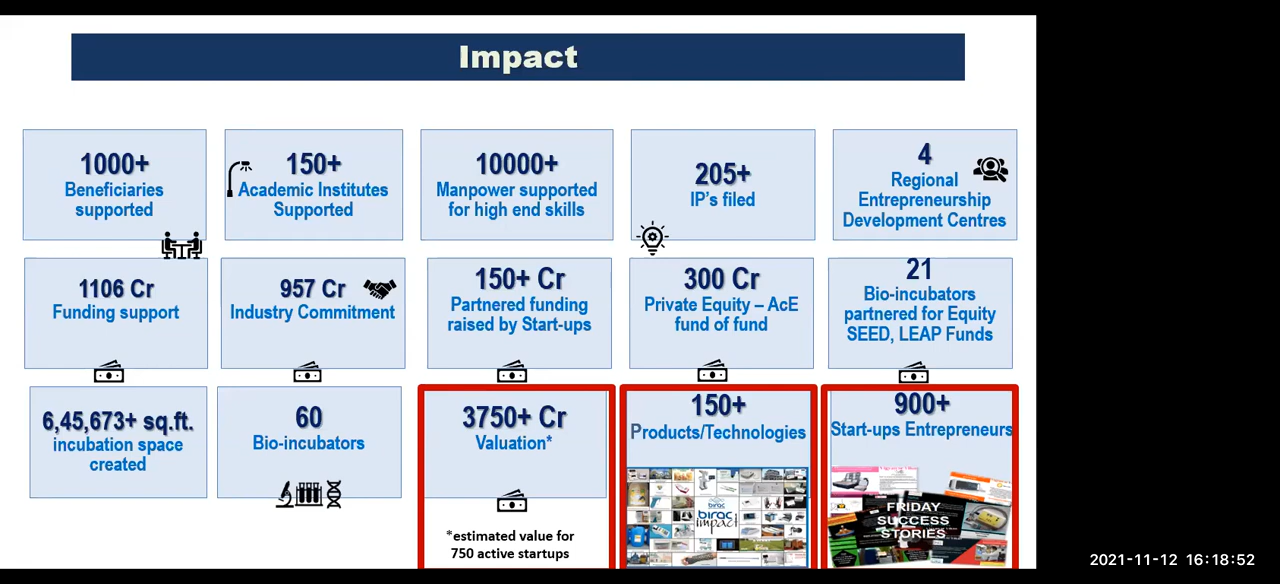 Impact
1000+
Beneficiaries
supported
150+
Academic Institutes
Supported
10000+
Manpower supported
for high end skills
205+
IP's filed
4
Regional
Entrepreneurship
Development Centres
1106 Cr
Funding support
957 Cr
Industry Commitment
150+ Cr
Partnered funding
raised by Start-ups
300 Cr
Private Equity – AcE
fund of fund
21
Bio-incubators
partnered for Equity
SEED, LEAP Funds
6,45,673+ sq.ft.
incubation space
created
60
Bio-incubators
3750+ Cr
Valuation*
*estimated value for
750 active startups
150+
Products/Technologies
birac
impact
900+
Start-ups Entrepreneurs
FRIDAY
SUCCESS
STORIES
2021-11-12 16:18:52